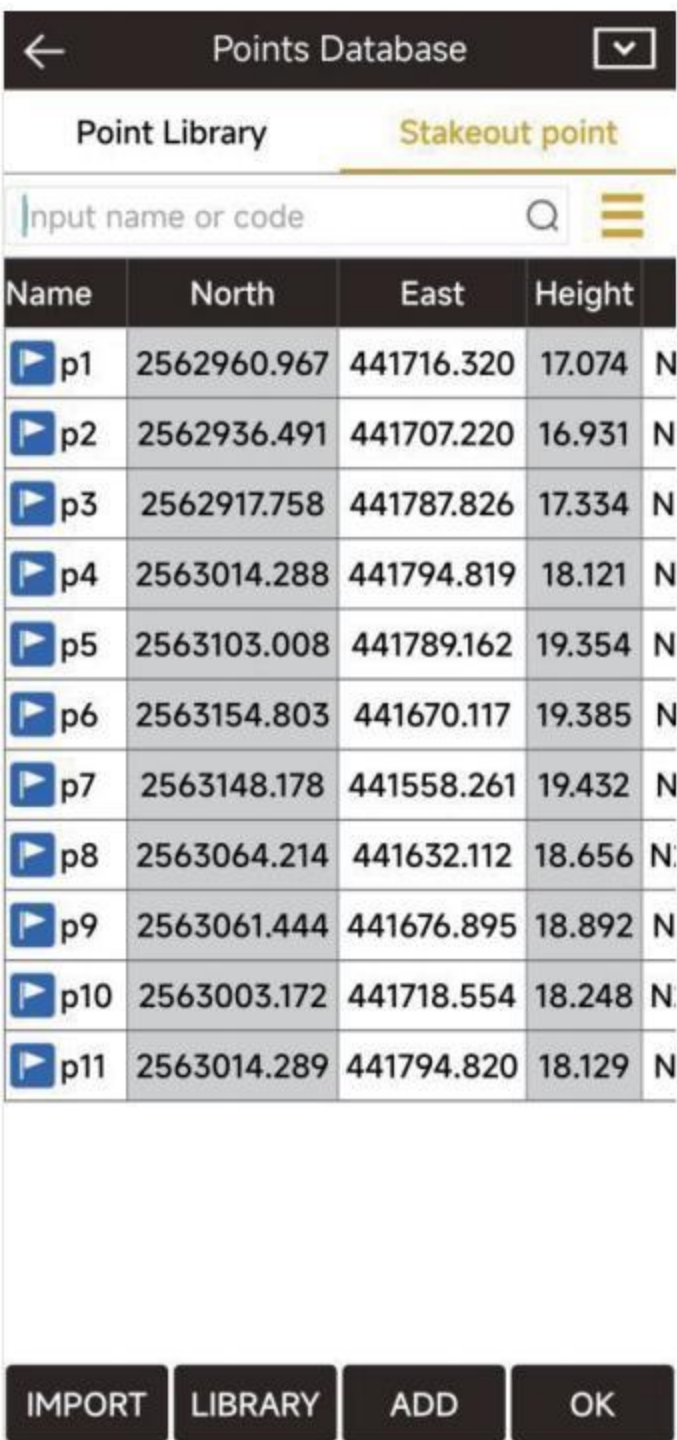 Points Database
Point Library Stakeout point
Input name or code
Name North East Height
p1 2562960.967 441716.320 17.074 N
p2 2562936.491 441707.220 16.931 N
p3 2562917.758 441787.826 17.334 N
p4 2563014.288 441794.819 18.121 N
p5 2563103.008 441789.162 19.354 N
p6 2563154.803 441670.117 19.385 N
p7 2563148.178 441558.261 19.432 N
p8 2563064.214 441632.112 18.656 N
p9 2563061.444 441676.895 18.892 N
p10 2563003.172 441718.554 18.248 N
p11 2563014.289 441794.820 18.129 N
IMPORT LIBRARY ADD OK